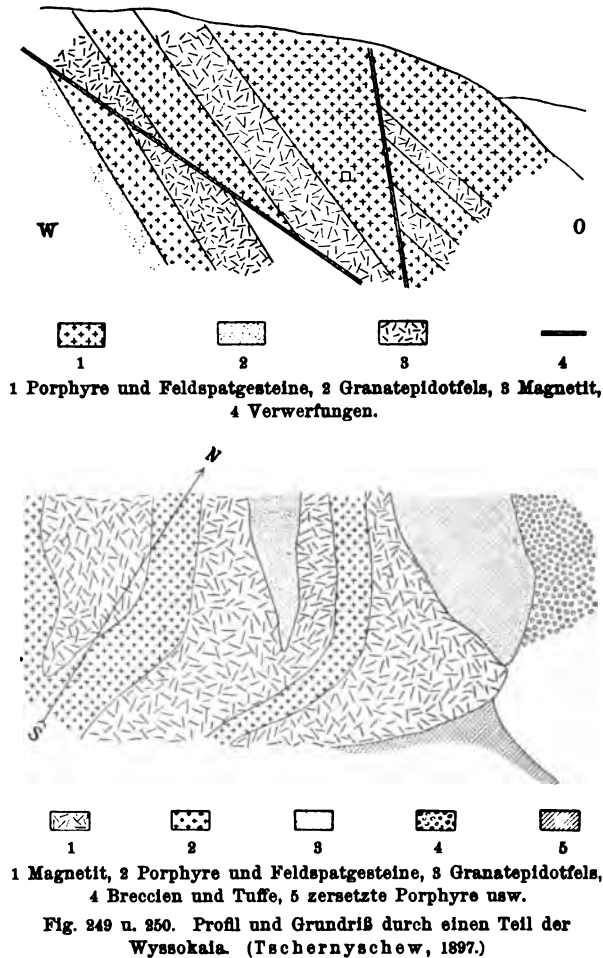 W
O
1 2 3 4
1 Porphyre und Feldspatgesteine, 2 Granatepidotfels, 3 Magnetit,
4 Verwerfungen.
N
S
1 2 3 4 5
1 Magnetit, 2 Porphyre und Feldspatgesteine, 3 Granatepidotfels,
4 Breccien und Tuffe, 5 zersetzte Porphyre usw.
Fig. 249 u. 250. Profil und Grundriß durch einen Teil der
Wyssokaia. (Tschernyschew, 1897.)